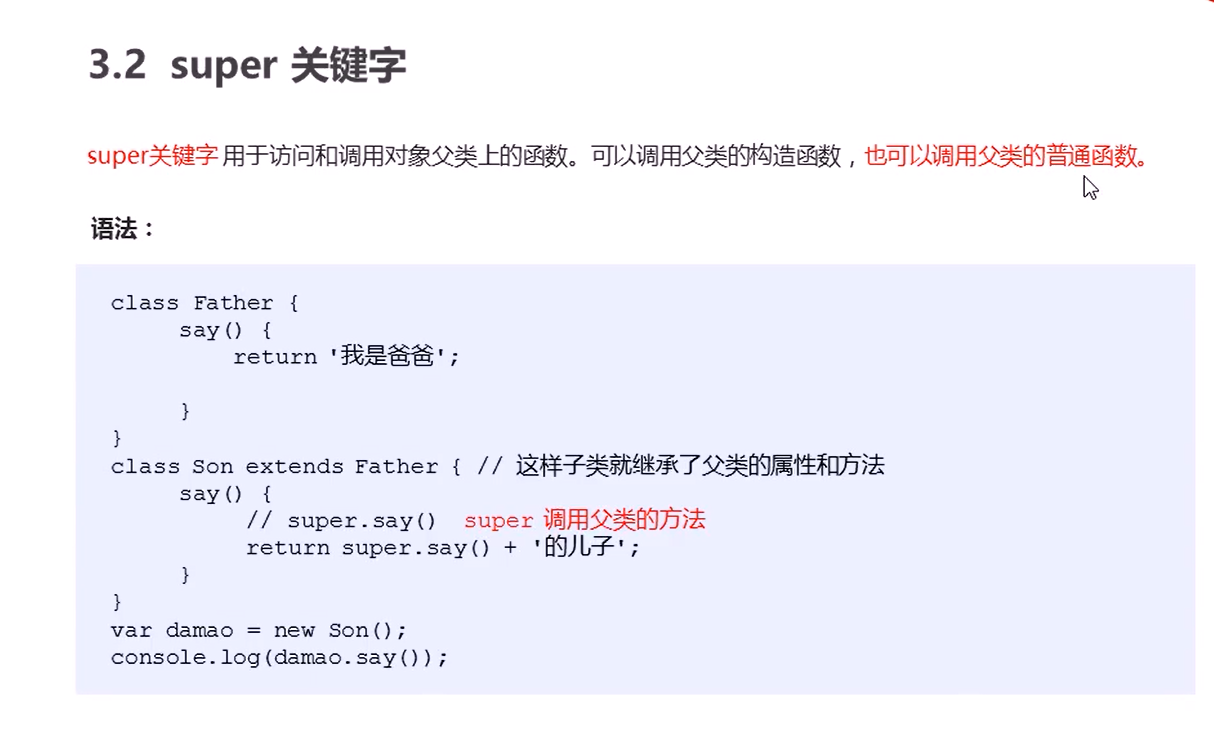 3.2 super 关键字
super关键字 用于访问和调用对象父类上的函数。可以调用父类的构造函数，也可以调用父类的普通函数。
语法：
class Father {
say() {
return '我是爸爸';
}
}
class Son extends Father { // 这样子类就继承了父类的属性和方法
say() {
// super.say() super 调用父类的方法
return super.say() + '的儿子';
}
}
var damao = new Son();
console.log(damao.say());